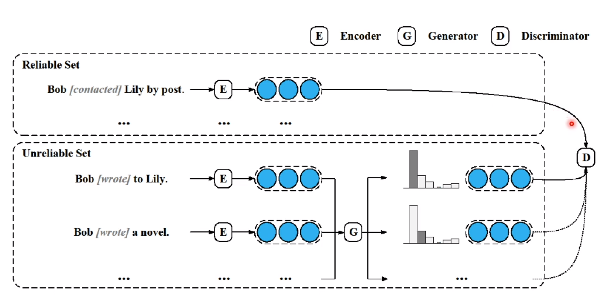 E Encoder G Generator D Discriminator
Reliable Set
Bob [contacted] Lily by post. E
... ... ...
D
Unreliable Set
Bob [wrote] to Lily. E
Bob [wrote] a novel. E G
... ... ... ...